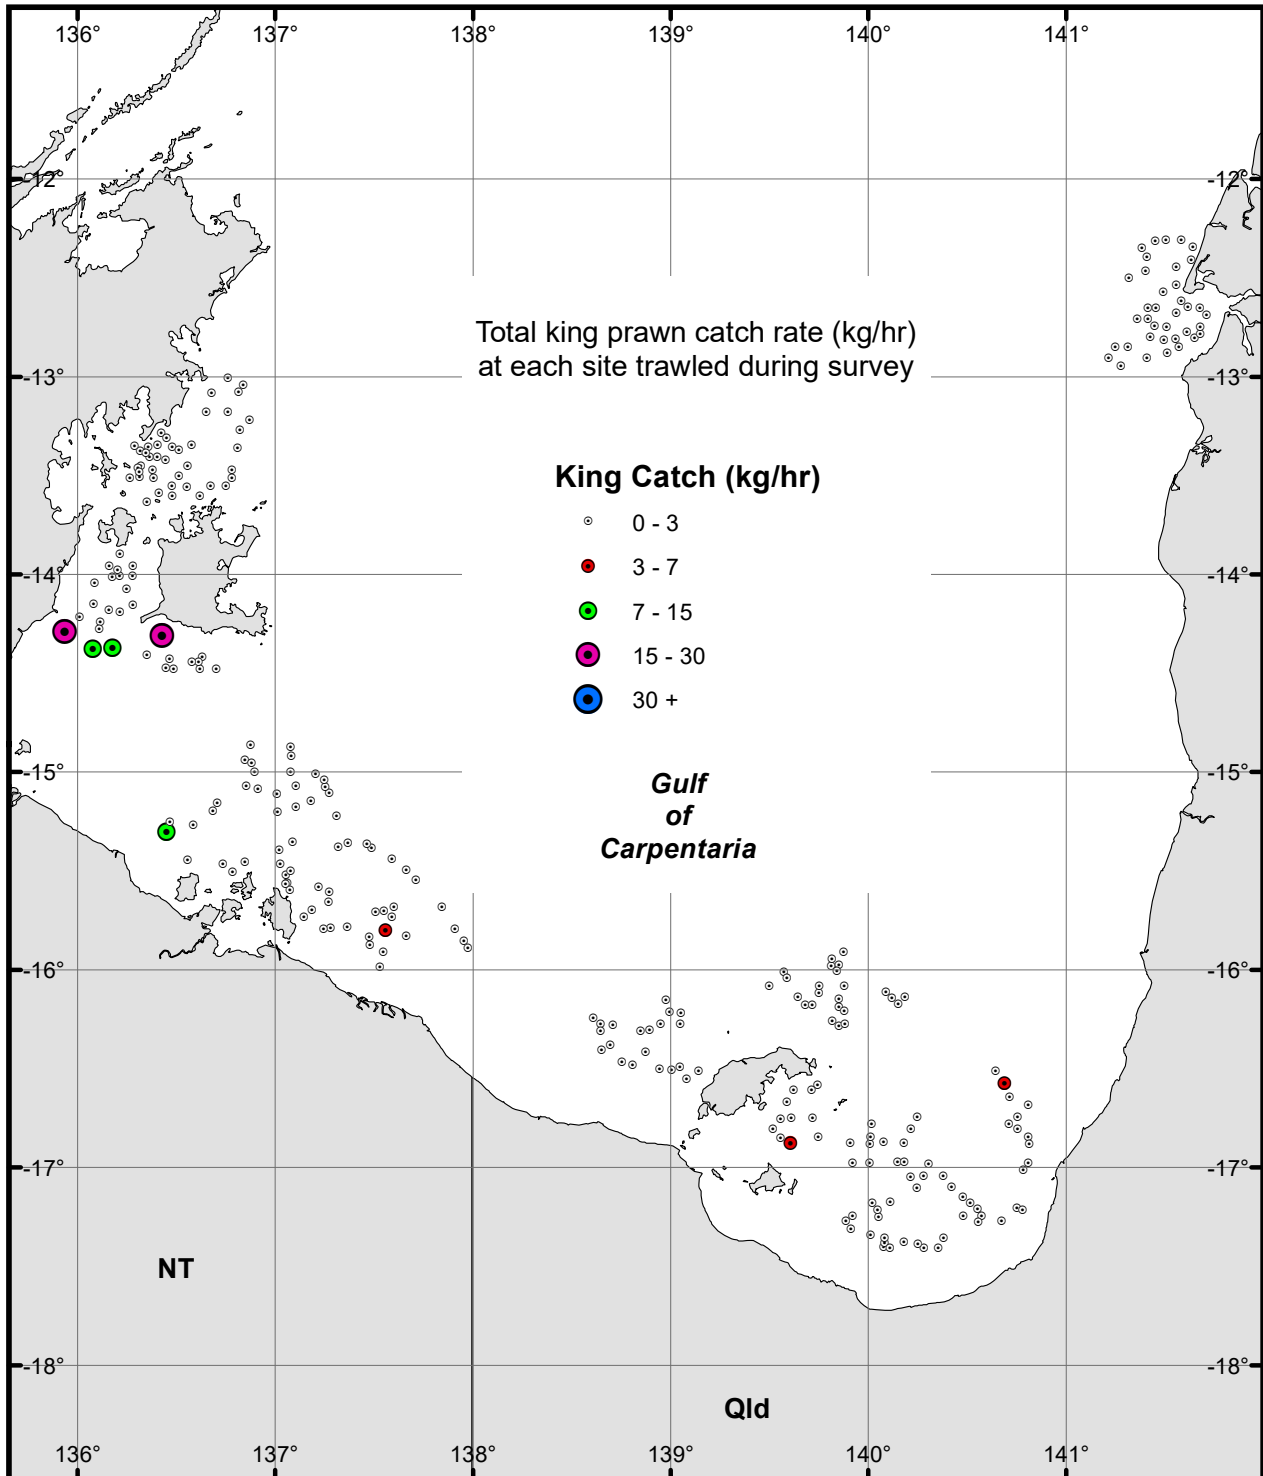 136° 137° 138° 139° 140° 141°
-12° -12°
Total king prawn catch rate (kg/hr)
at each site trawled during survey
-13° -13°
King Catch (kg/hr)
0 - 3
3 - 7
-14° -14°
7 - 15
15 - 30
30 +
-15° -15°
Gulf
of
Carpentaria
-16° -16°
-17° -17°
NT
-18° -18°
Qld
136° 137° 138° 139° 140° 141°